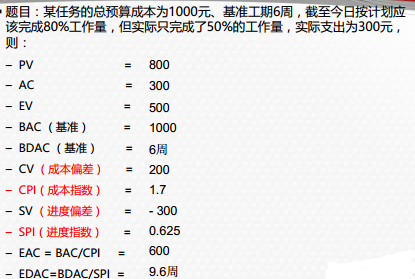 • 题目：某任务的总预算成本为1000元、基准工期6周，截至今日按计划应
该完成80%工作量，但实际只完成了50%的工作量，实际支出为300元，
则：
– PV = 800
– AC = 300
– EV = 500
– BAC（基准） = 1000
– BDAC（基准） = 6周
– CV（成本偏差） = 200
– CPI（成本指数） = 1.7
– SV（进度偏差） = - 300
– SPI（进度指数） = 0.625
– EAC = BAC/CPI = 600
– EDAC=BDAC/SPI = 9.6周